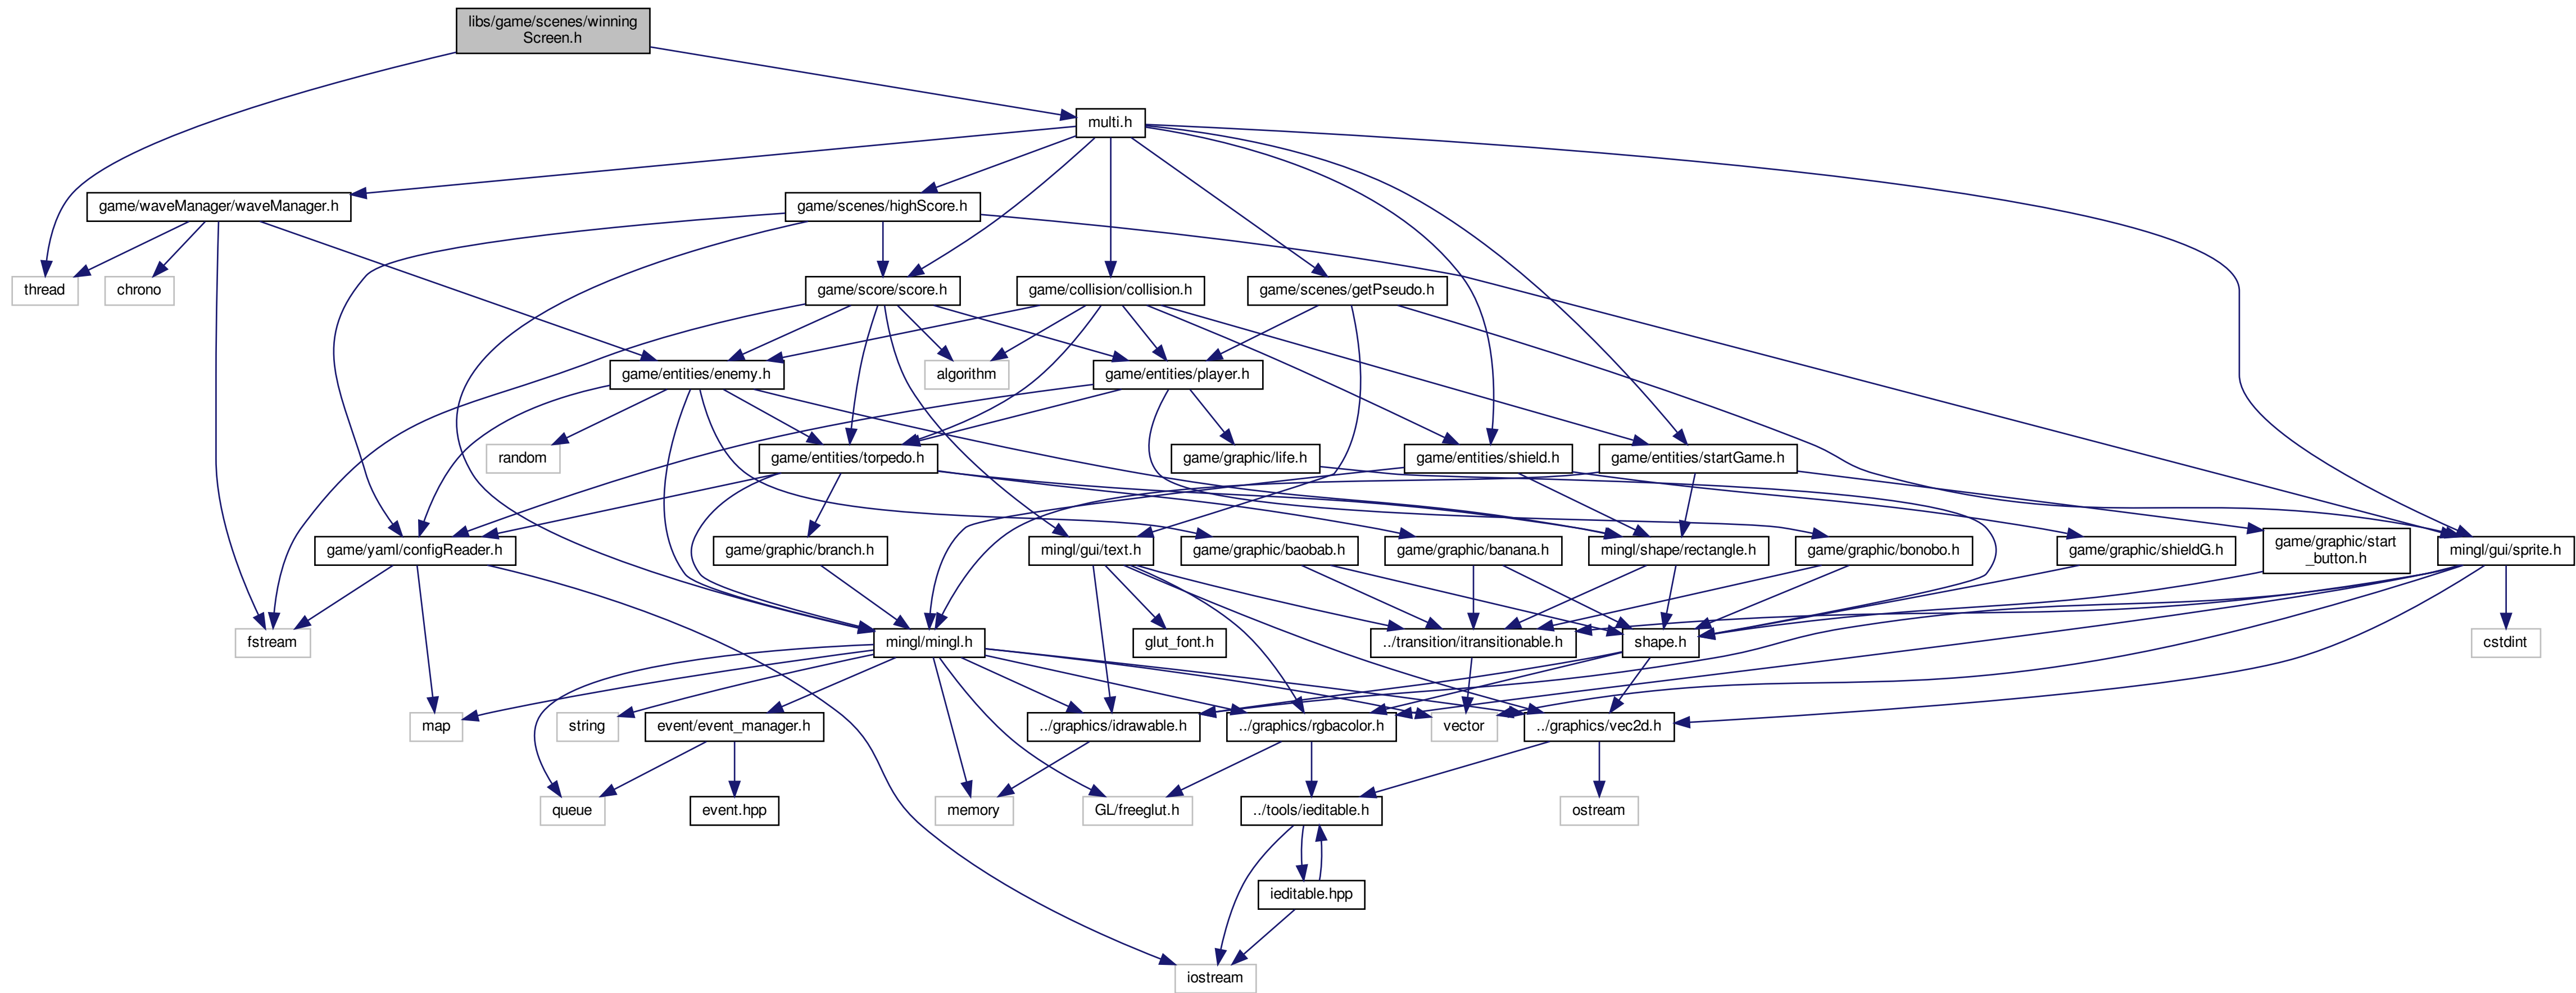 libs/game/scenes/winning
Screen.h
multi.h
game/waveManager/waveManager.h
game/scenes/highScore.h
thread
chrono
game/score/score.h
game/collision/collision.h
game/scenes/getPseudo.h
game/entities/enemy.h
algorithm
game/entities/player.h
random
game/entities/torpedo.h
game/graphic/life.h
game/entities/shield.h
game/entities/startGame.h
game/yaml/configReader.h
game/graphic/branch.h
mingl/gui/text.h
game/graphic/baobab.h
game/graphic/banana.h
mingl/shape/rectangle.h
game/graphic/bonobo.h
game/graphic/shieldG.h
game/graphic/start
_button.h
mingl/gui/sprite.h
fstream
mingl/mingl.h
glut_font.h
../transition/itransitionable.h
shape.h
cstdint
map
string
event/event_manager.h
../graphics/idrawable.h
../graphics/rgbacolor.h
vector
../graphics/vec2d.h
queue
event.hpp
memory
GL/freeglut.h
../tools/ieditable.h
ostream
ieditable.hpp
iostream